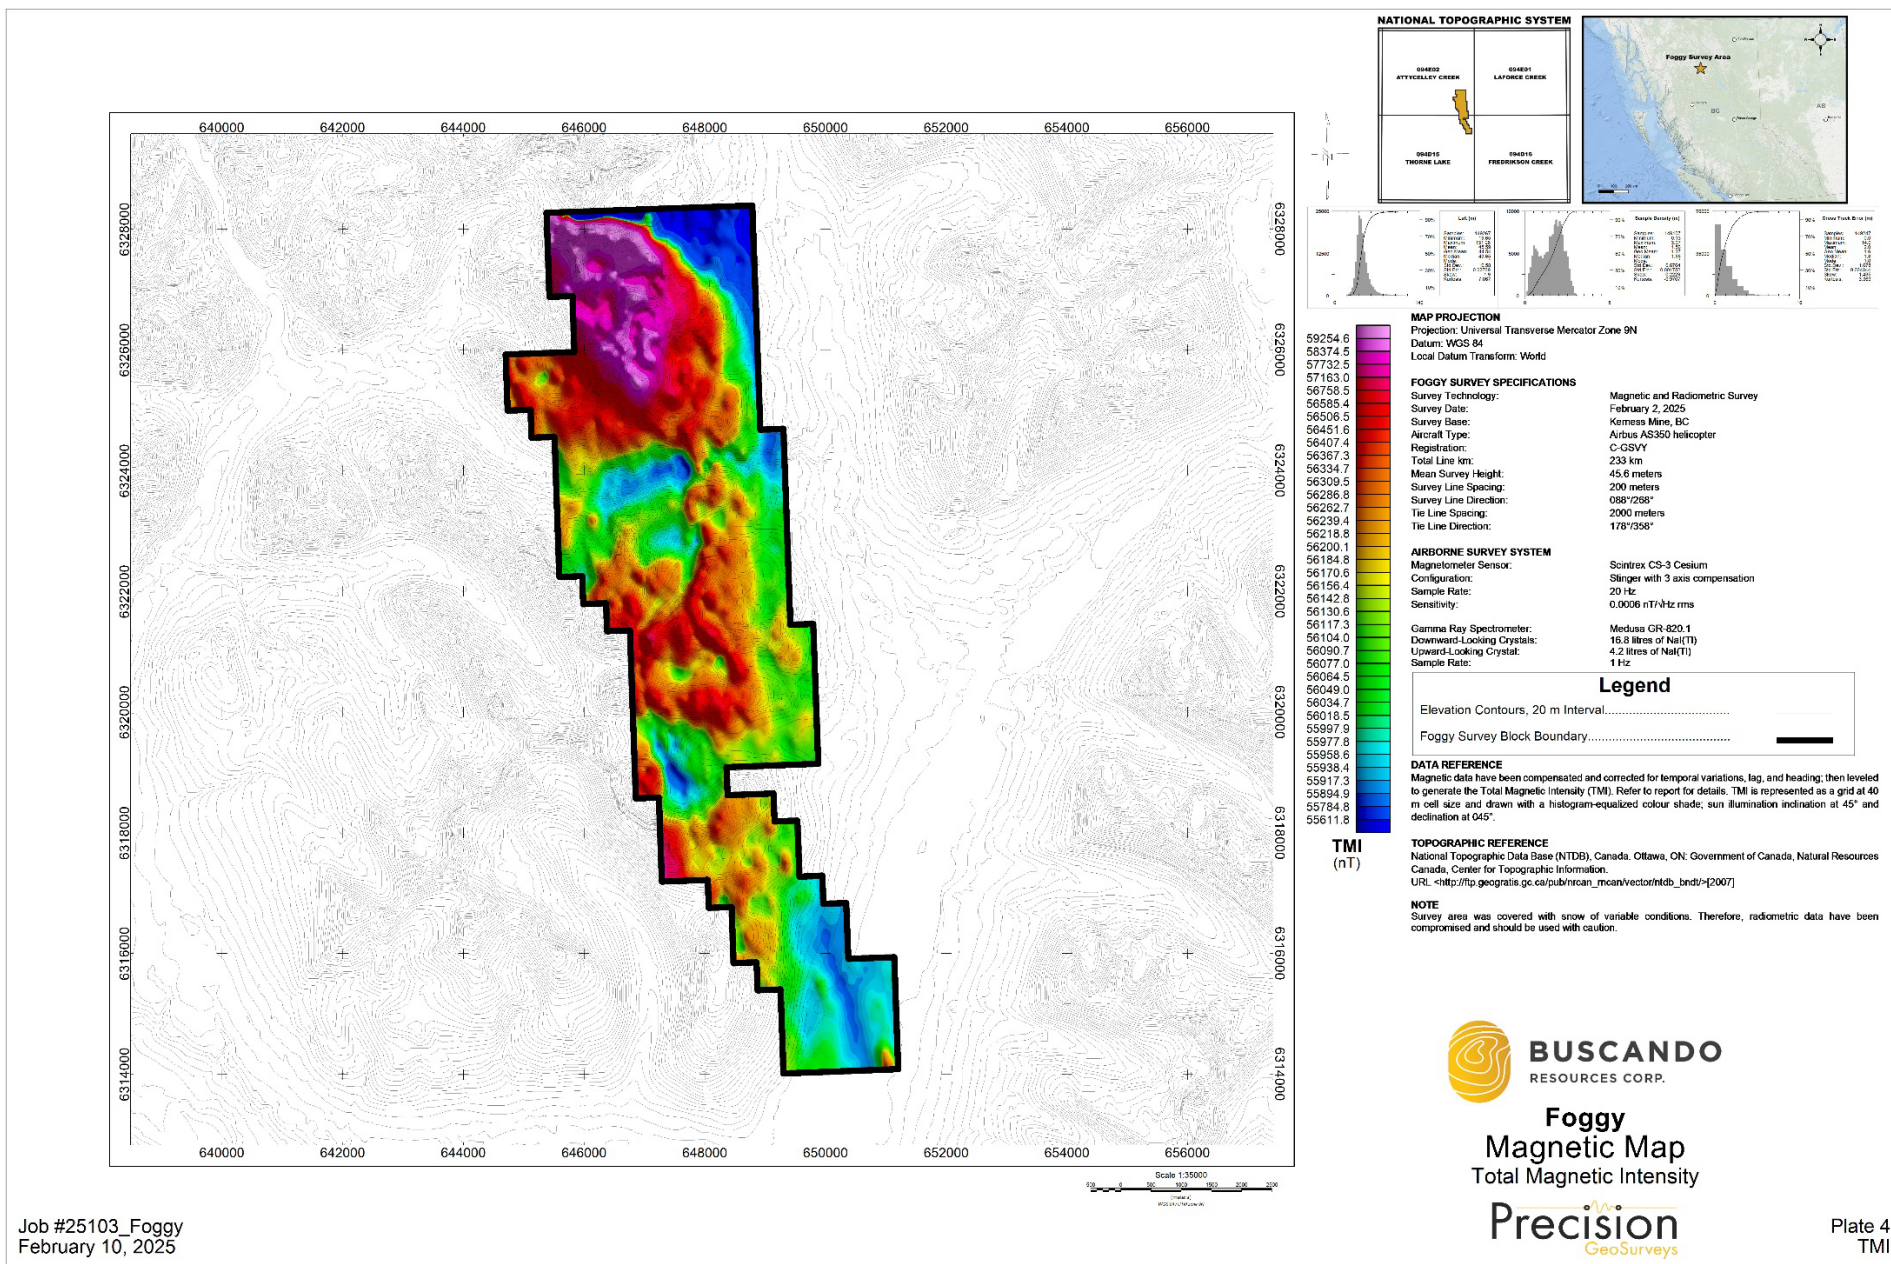 NATIONAL TOPOGRAPHIC SYSTEM
094E02
ATTYCELLEY CREEK
094E01
LAFORCE CREEK
094D15
THORNE LAKE
094D16
FREDRIKSON CREEK
Foggy Survey Area
BC
AB
640000 642000 644000 646000 648000 650000 652000 654000 656000
6328000 6328000
6326000 6326000
6324000 6324000
6322000 6322000
6320000 6320000
6318000 6318000
6316000 6316000
6314000 6314000
640000 642000 644000 646000 648000 650000 652000 654000 656000
Scale 1:35000
59254.6
58374.5
57732.5
57163.0
56758.5
56585.4
56506.5
56451.6
56407.4
56367.3
56334.7
56309.5
56286.8
56262.7
56239.4
56218.8
56200.1
56184.8
56170.6
56156.4
56142.8
56130.6
56117.3
56104.0
56090.7
56077.0
56064.5
56049.0
56034.7
56018.5
55997.9
55977.8
55958.6
55938.4
55917.3
55894.9
55784.8
55611.8
TMI
(nT)
MAP PROJECTION
Projection: Universal Transverse Mercator Zone 9N
Datum: WGS 84
Local Datum Transform: World
FOGGY SURVEY SPECIFICATIONS
Survey Technology: Magnetic and Radiometric Survey
Survey Date: February 2, 2025
Survey Base: Kemess Mine, BC
Aircraft Type: Airbus AS350 helicopter
Registration: C-GSVY
Total Line km: 233 km
Mean Survey Height: 45.6 meters
Survey Line Spacing: 200 meters
Survey Line Direction: 088°/268°
Tie Line Spacing: 2000 meters
Tie Line Direction: 178°/358°
AIRBORNE SURVEY SYSTEM
Magnetometer Sensor: Scintrex CS-3 Cesium
Configuration: Stinger with 3 axis compensation
Sample Rate: 20 Hz
Sensitivity: 0.0006 nT/√Hz rms
Gamma Ray Spectrometer: Medusa GR-820.1
Downward-Looking Crystals: 16.8 litres of NaI(Tl)
Upward-Looking Crystal: 4.2 litres of NaI(Tl)
Sample Rate: 1 Hz
Legend
Elevation Contours, 20 m Interval
Foggy Survey Block Boundary
DATA REFERENCE
Magnetic data have been compensated and corrected for temporal variations, lag, and heading; then leveled
to generate the Total Magnetic Intensity (TMI). Refer to report for details. TMI is represented as a grid at 40
m cell size and drawn with a histogram-equalized colour shade; sun illumination inclination at 45° and
declination at 045°.
TOPOGRAPHIC REFERENCE
National Topographic Data Base (NTDB), Canada. Ottawa, ON: Government of Canada, Natural Resources
Canada, Center for Topographic Information.
URL <http://ftp.geogratis.gc.ca/pub/nrcan_rncan/vector/ntdb_bndt/>[2007]
NOTE
Survey area was covered with snow of variable conditions. Therefore, radiometric data have been
compromised and should be used with caution.
BUSCANDO
RESOURCES CORP.
Foggy
Magnetic Map
Total Magnetic Intensity
Precision
GeoSurveys
Job #25103_Foggy
February 10, 2025
Plate 4
TMI